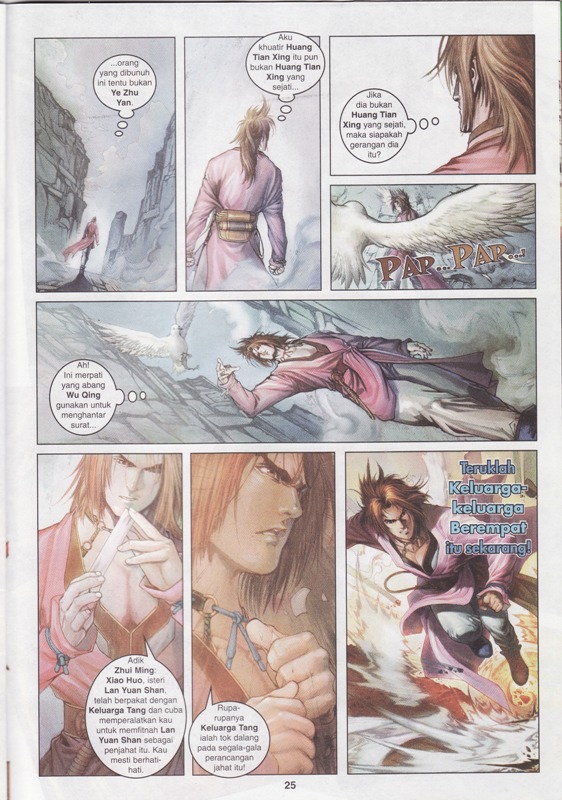 ...orang
yang dibunuh
ini tentu bukan
Ye Zhu
Yan.
Aku
khuatir Huang
Tian Xing itu pun
bukan Huang Tian
Xing yang
sejati...
Jika
dia bukan
Huang Tian
Xing yang sejati,
maka siapakah
gerangan dia
itu?
PAP... PAP...!
Ah!
Ini merpati
yang abang
Wu Qing
gunakan untuk
menghantar
surat...
Adik
Zhui Ming:
Xiao Huo, isteri
Lan Yuan Shan,
telah berpakat dengan
Keluarga Tang dan cuba
memperalatkan kau
untuk memfitnah Lan
Yuan Shan sebagai
penjahat itu. Kau
mesti berhati-
hati.
Rupa-
rupanya
Keluarga Tang
ialah tok dalang
pada segala-gala
perancangan
jahat itu!
Teruklah
Keluarga-
keluarga
Berempat
itu sekarang!
25